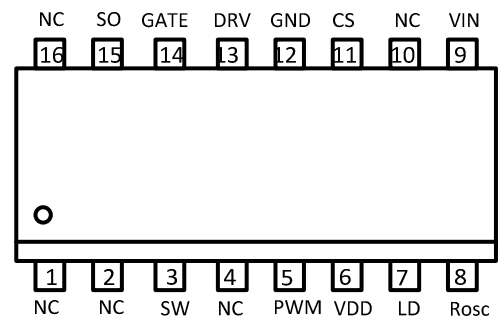 NC SO GATE DRV GND CS NC VIN
16 15 14 13 12 11 10 9
1 2 3 4 5 6 7 8
NC NC SW NC PWM VDD LD Rosc